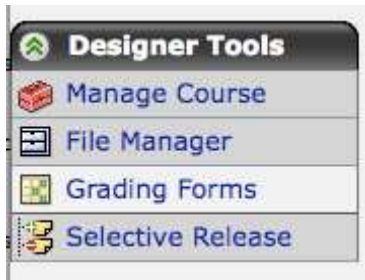 Designer Tools
Manage Course
File Manager
Grading Forms
Selective Release